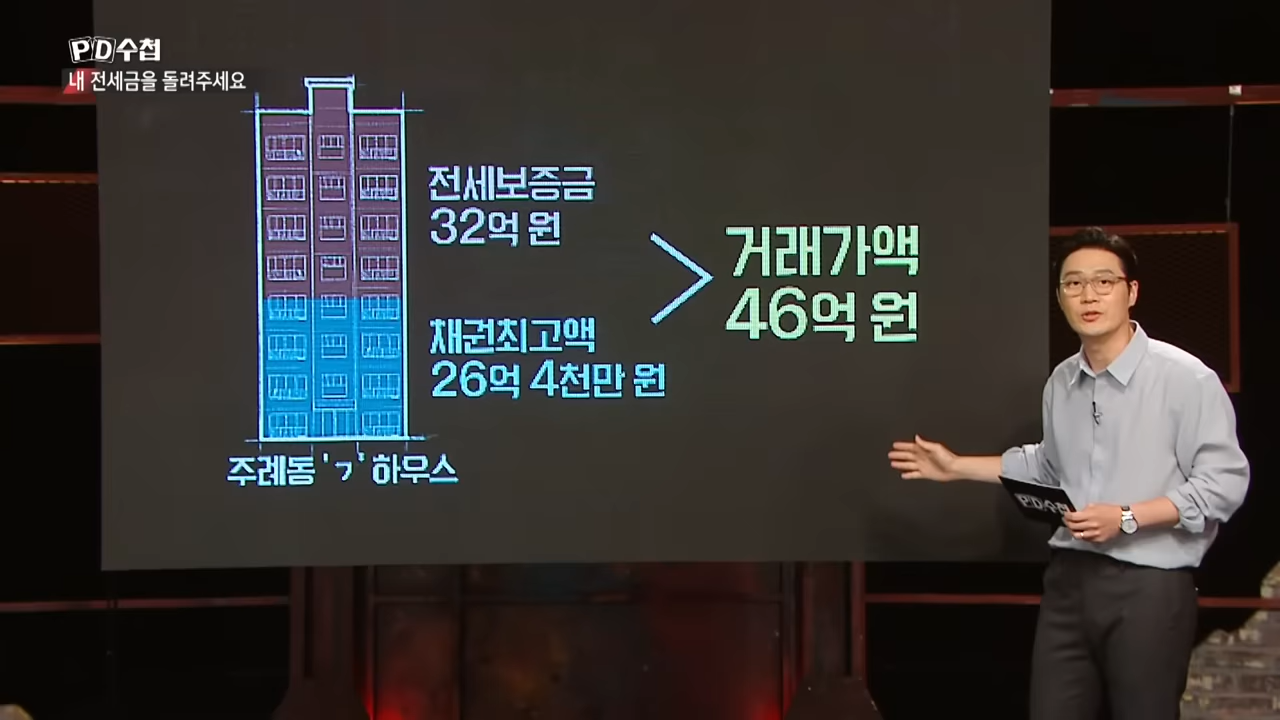 PD수첩
내 전세금을 돌려주세요
전세보증금
32억 원
채권최고액
26억 4천만 원
>
거래가액
46억 원
주례동 'ㄱ' 하우스
PD수첩